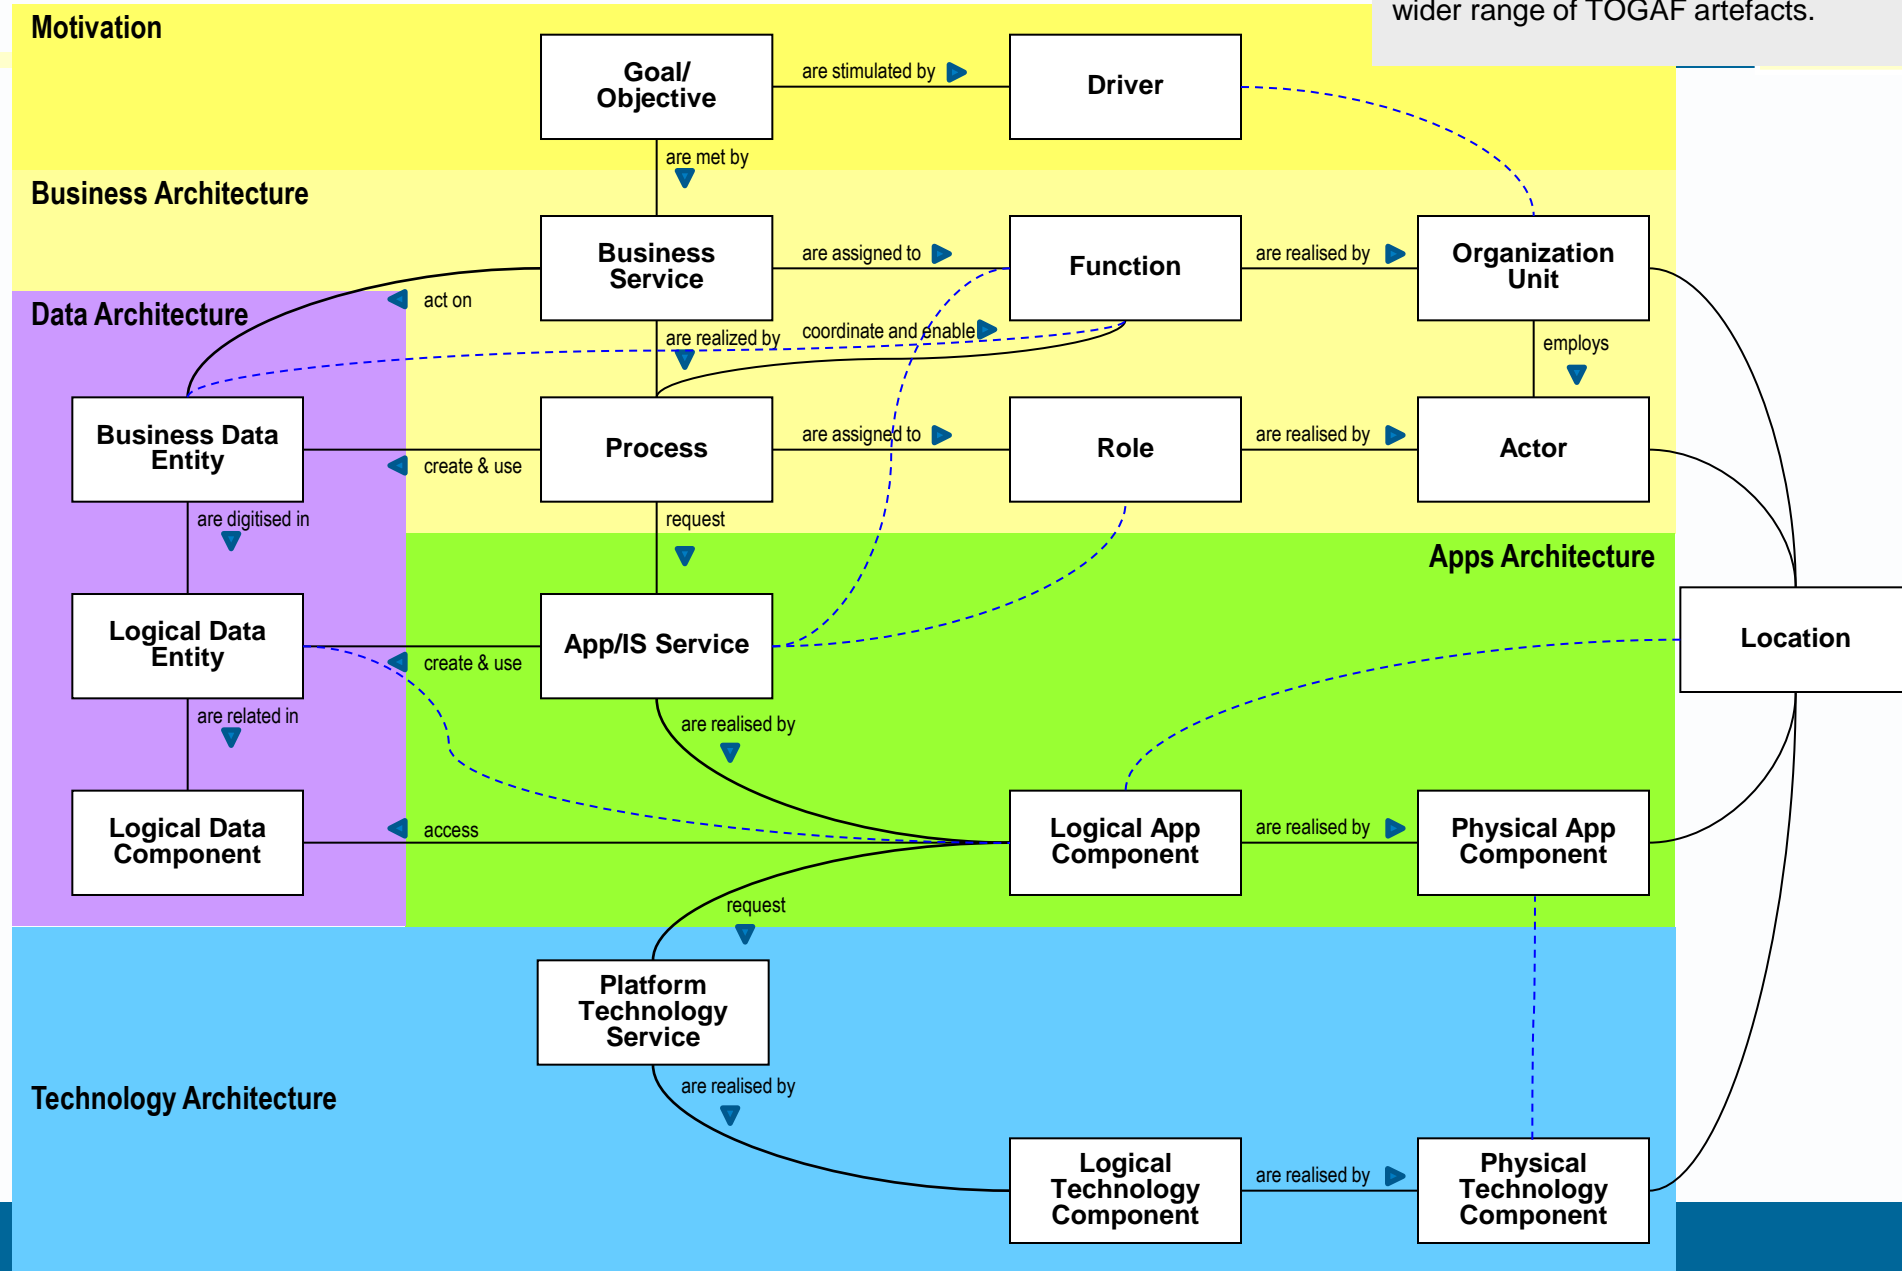 wider range of TOGAF artefacts.
Motivation
Goal/
Objective
are stimulated by
Driver
are met by
Business Architecture
Business
Service
are assigned to
Function
are realised by
Organization
Unit
act on
Data Architecture
are realized by
coordinate and enable
employs
Business Data
Entity
create & use
Process
are assigned to
Role
are realised by
Actor
are digitised in
request
Apps Architecture
Logical Data
Entity
create & use
App/IS Service
Location
are related in
are realised by
Logical Data
Component
access
Logical App
Component
are realised by
Physical App
Component
request
Platform
Technology
Service
are realised by
Technology Architecture
Logical
Technology
Component
are realised by
Physical
Technology
Component